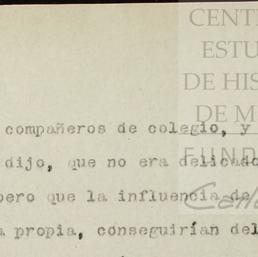 CENT
ESTU
DE HIS
DE M
FUND
compañeros de colegio, y
dijo, que no era delicado
pero que la influencia de
a propia, conseguirían del